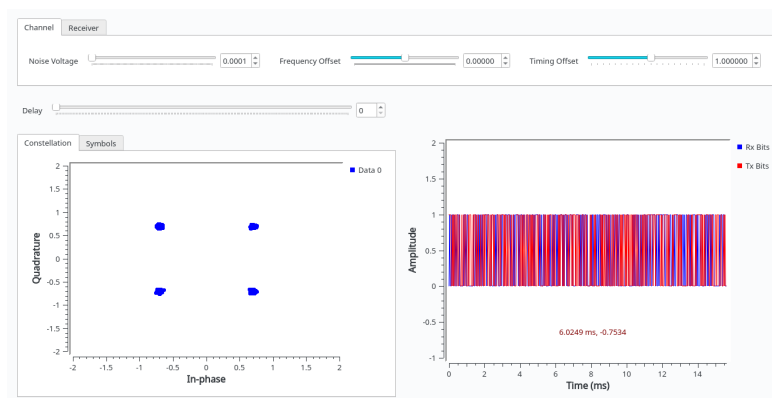 Channel Receiver
Noise Voltage 0.0001 Frequency Offset 0.00000 Timing Offset 1.000000
Delay 0
Constellation Symbols
2
1.5
1
0.5
0
-0.5
-1
-1.5
-2
Quadrature
-2 -1.5 -1 -0.5 0 0.5 1 1.5 2
In-phase
Data 0
2
1.5
1
0.5
0
-0.5
-1
Amplitude
6.0249 ms, -0.7534
0 2 4 6 8 10 12 14
Time (ms)
Rx Bits
Tx Bits